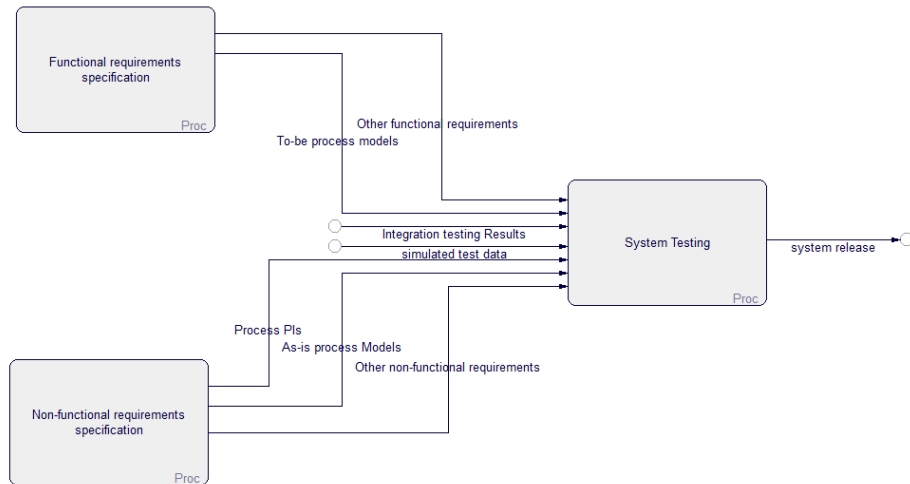 Functional requirements
specification
Proc
Other functional requirements
To-be process models
Integration testing Results
simulated test data
System Testing
Proc
system release
Process PIs
As-is process Models
Other non-functional requirements
Non-functional requirements
specification
Proc